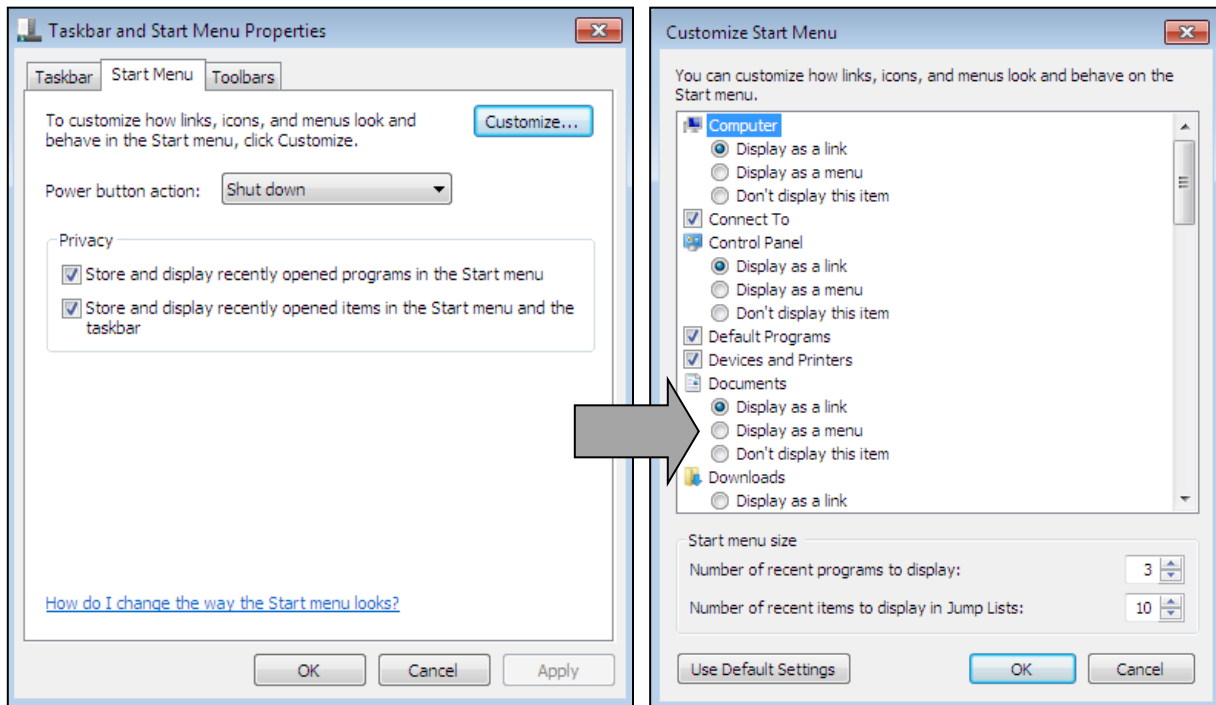 Taskbar and Start Menu Properties
Taskbar
Start Menu
Toolbars
To customize how links, icons, and menus look and
behave in the Start menu, click Customize.
Customize...
Power button action:
Shut down
Privacy
Store and display recently opened programs in the Start menu
Store and display recently opened items in the Start menu and the
taskbar
How do I change the way the Start menu looks?
OK
Cancel
Apply
Customize Start Menu
You can customize how links, icons, and menus look and behave on the
Start menu.
Computer
Display as a link
Display as a menu
Don't display this item
Connect To
Control Panel
Display as a link
Display as a menu
Don't display this item
Default Programs
Devices and Printers
Documents
Display as a link
Display as a menu
Don't display this item
Downloads
Display as a link
Start menu size
Number of recent programs to display:
3
Number of recent items to display in Jump Lists:
10
Use Default Settings
OK
Cancel